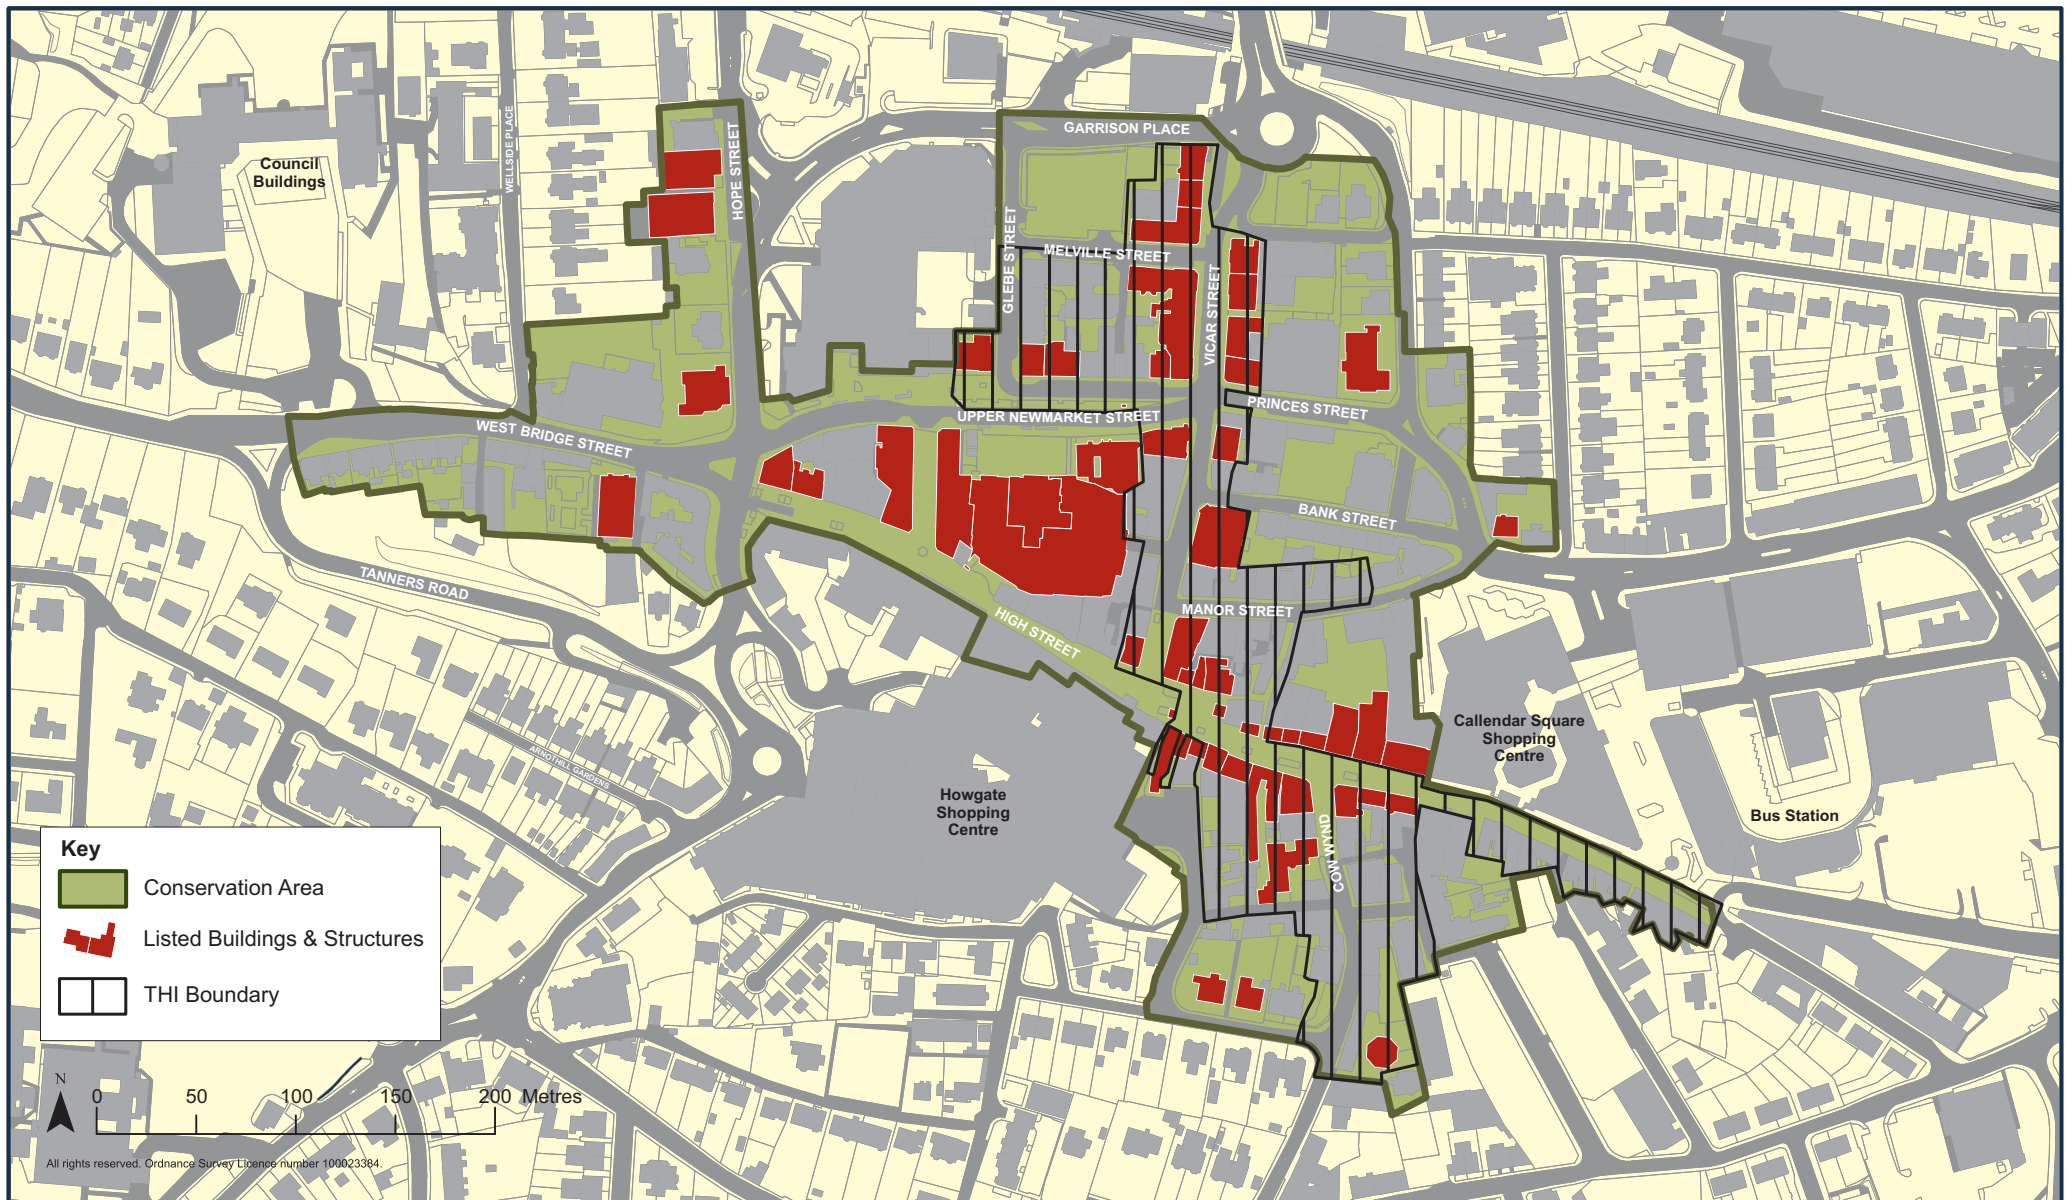 GARRISON PLACE
WELLSIDE PLACE
HOPE STREET
Council
Buildings
GLEBE STREET
MELVILLE STREET
VICAR STREET
PRINCES STREET
UPPER NEWMARKET STREET
WEST BRIDGE STREET
BANK STREET
TANNERS ROAD
MANOR STREET
HIGH STREET
Callendar Square
Shopping
Centre
ARNOTHILL GARDENS
Howgate
Shopping
Centre
Bus Station
COW WYND
Key
Conservation Area
Listed Buildings & Structures
THI Boundary
N
0 50 100 150 200 Metres
All rights reserved. Ordnance Survey Licence number 100023384.